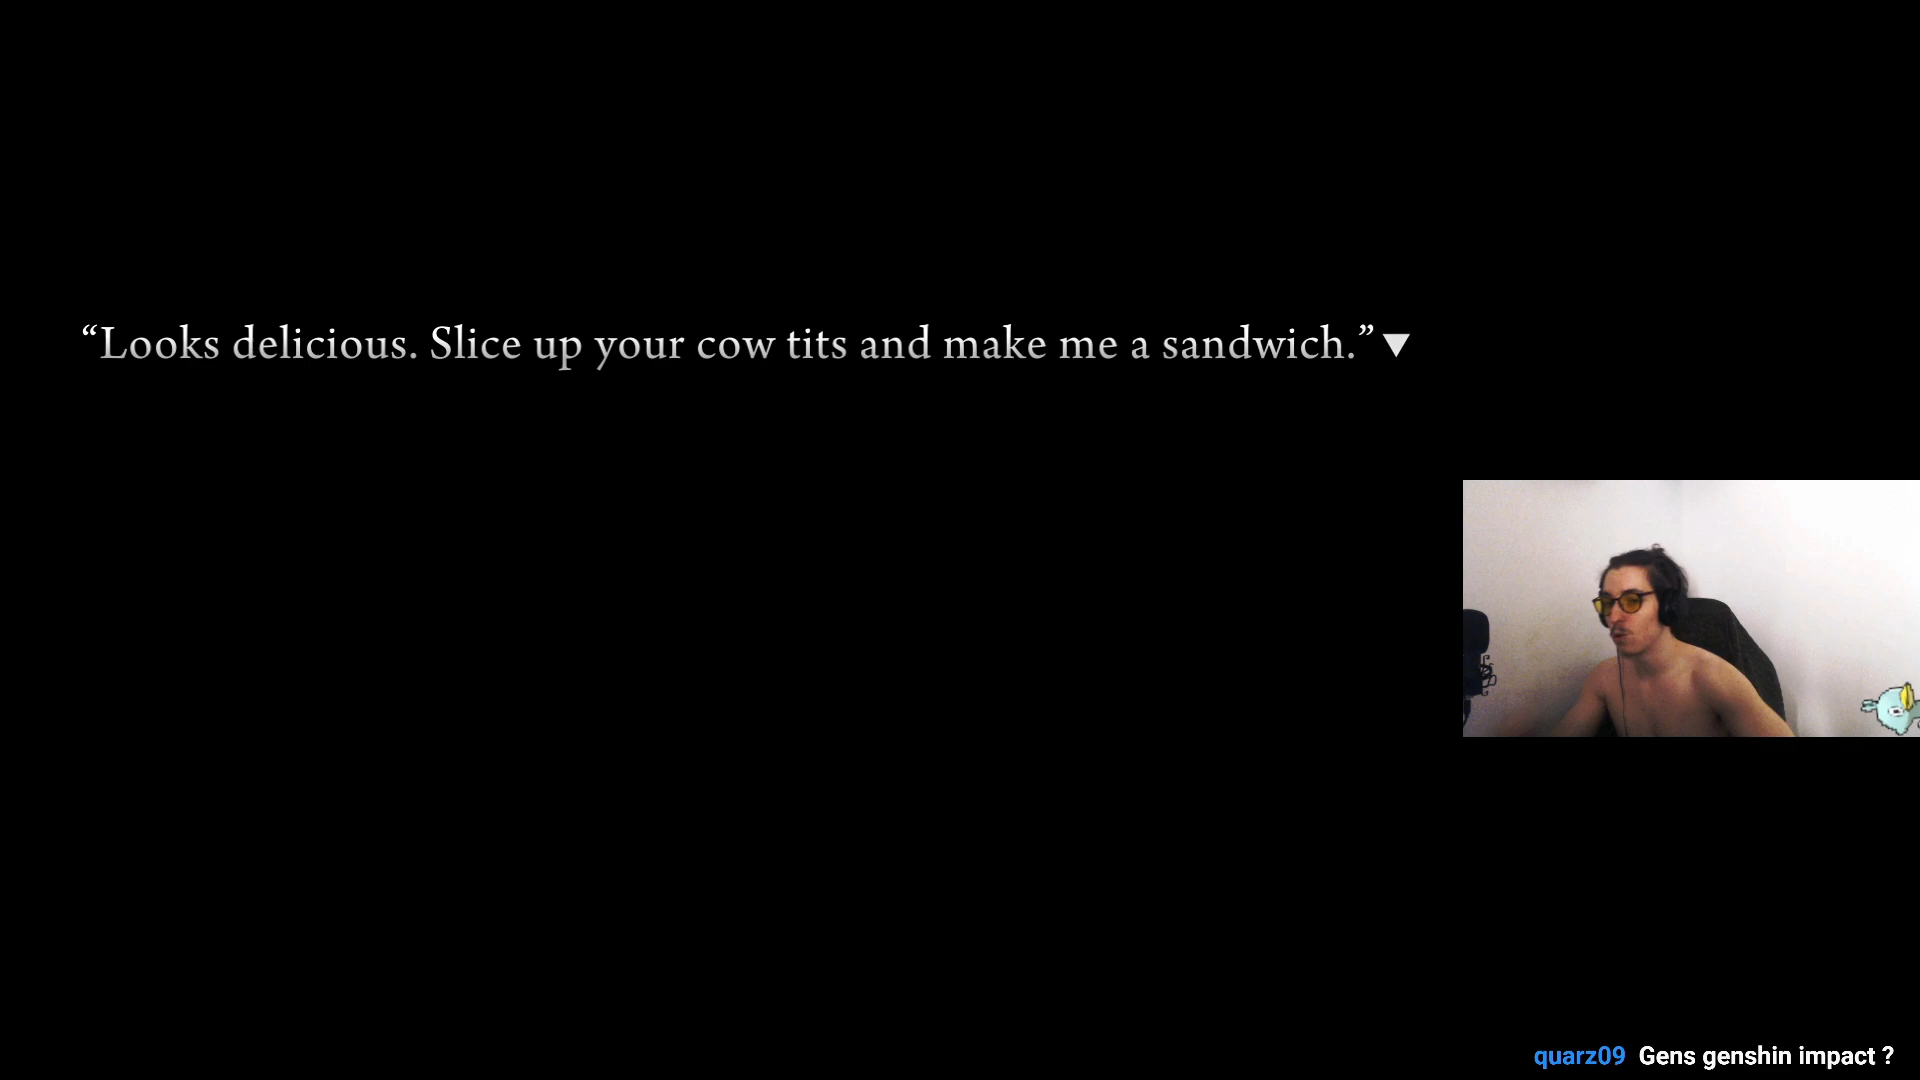 “Looks delicious. Slice up your cow tits and make me a sandwich.”
quarz09 Gens genshin impact ?